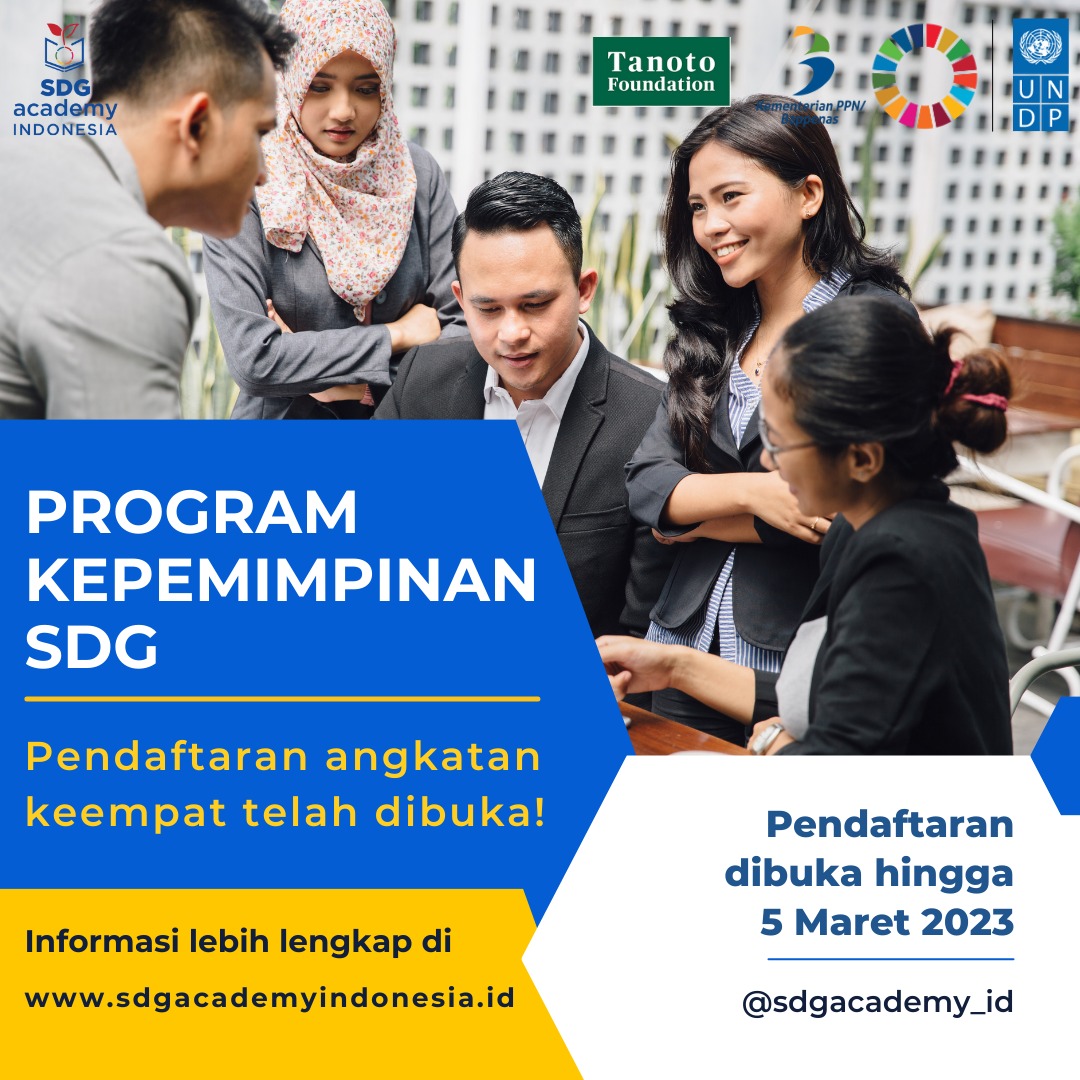 SDG
academy
INDONESIA
Tanoto
Foundation
Kementerian PPN/
Bappenas
U N
D P
PROGRAM
KEPEMIMPINAN
SDG
Pendaftaran angkatan
keempat telah dibuka!
Informasi lebih lengkap di
www.sdgacademyindonesia.id
Pendaftaran
dibuka hingga
5 Maret 2023
@sdgacademy_id